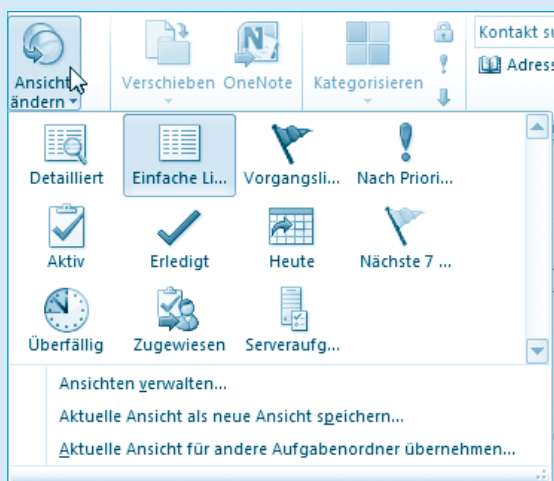 Kontakt su
Ansicht ändern
Verschieben OneNote Kategorisieren
Adress
Detailliert Einfache Li... Vorgangsli... Nach Priori...
Aktiv Erledigt Heute Nächste 7 ...
Überfällig Zugewiesen Serveraufg...
Ansichten verwalten...
Aktuelle Ansicht als neue Ansicht speichern...
Aktuelle Ansicht für andere Aufgabenordner übernehmen...